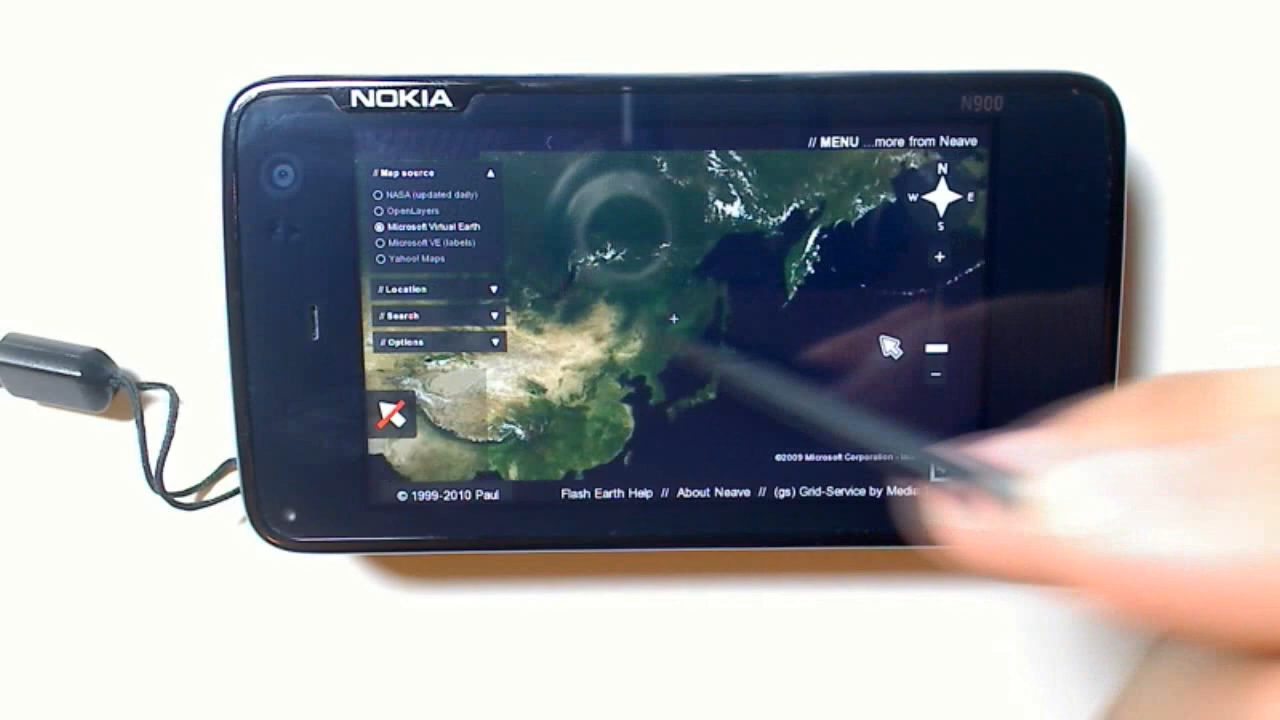 NOKIA
N900
// MENU ...more from Neave
// Map source
NASA (updated daily)
OpenLayers
Microsoft Virtual Earth
Microsoft VE (labels)
Yahoo! Maps
// Location
// Search
// Options
N
W E
S
+
−
©2009 Microsoft Corporation -
© 1999-2010 Paul
Flash Earth Help // About Neave // (gs) Grid-Service by Media